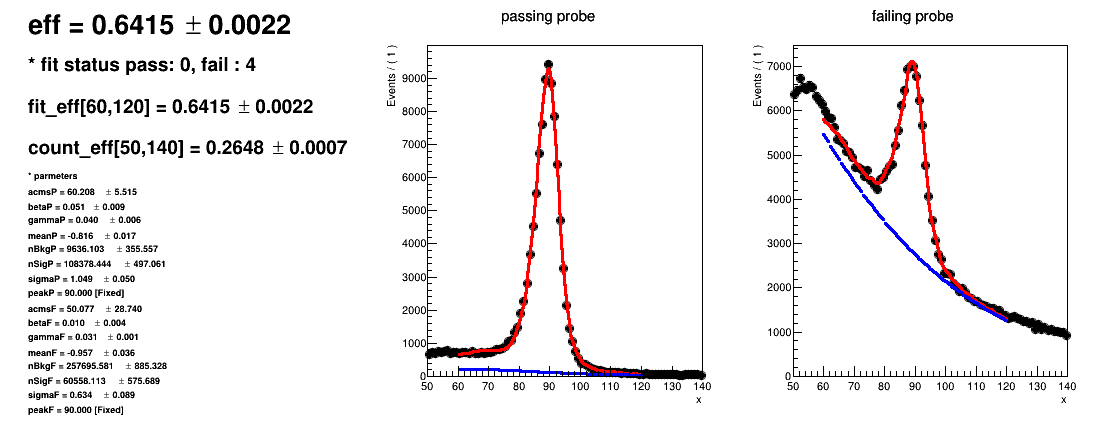 eff = 0.6415 ± 0.0022
* fit status pass: 0, fail : 4
fit_eff[60,120] = 0.6415 ± 0.0022
count_eff[50,140] = 0.2648 ± 0.0007
* parmeters
acmsP = 60.208 ± 5.515
betaP = 0.051 ± 0.009
gammaP = 0.040 ± 0.006
meanP = -0.816 ± 0.017
nBkgP = 9636.103 ± 355.557
nSigP = 108378.444 ± 497.061
sigmaP = 1.049 ± 0.050
peakP = 90.000 [Fixed]
acmsF = 50.077 ± 28.740
betaF = 0.010 ± 0.004
gammaF = 0.031 ± 0.001
meanF = -0.957 ± 0.036
nBkgF = 257695.581 ± 885.328
nSigF = 60558.113 ± 575.689
sigmaF = 0.634 ± 0.089
peakF = 90.000 [Fixed]
passing probe
Events / ( 1 )
9000
8000
7000
6000
5000
4000
3000
2000
1000
0
50 60 70 80 90 100 110 120 130 140
x
failing probe
Events / ( 1 )
7000
6000
5000
4000
3000
2000
1000
0
50 60 70 80 90 100 110 120 130 140
x